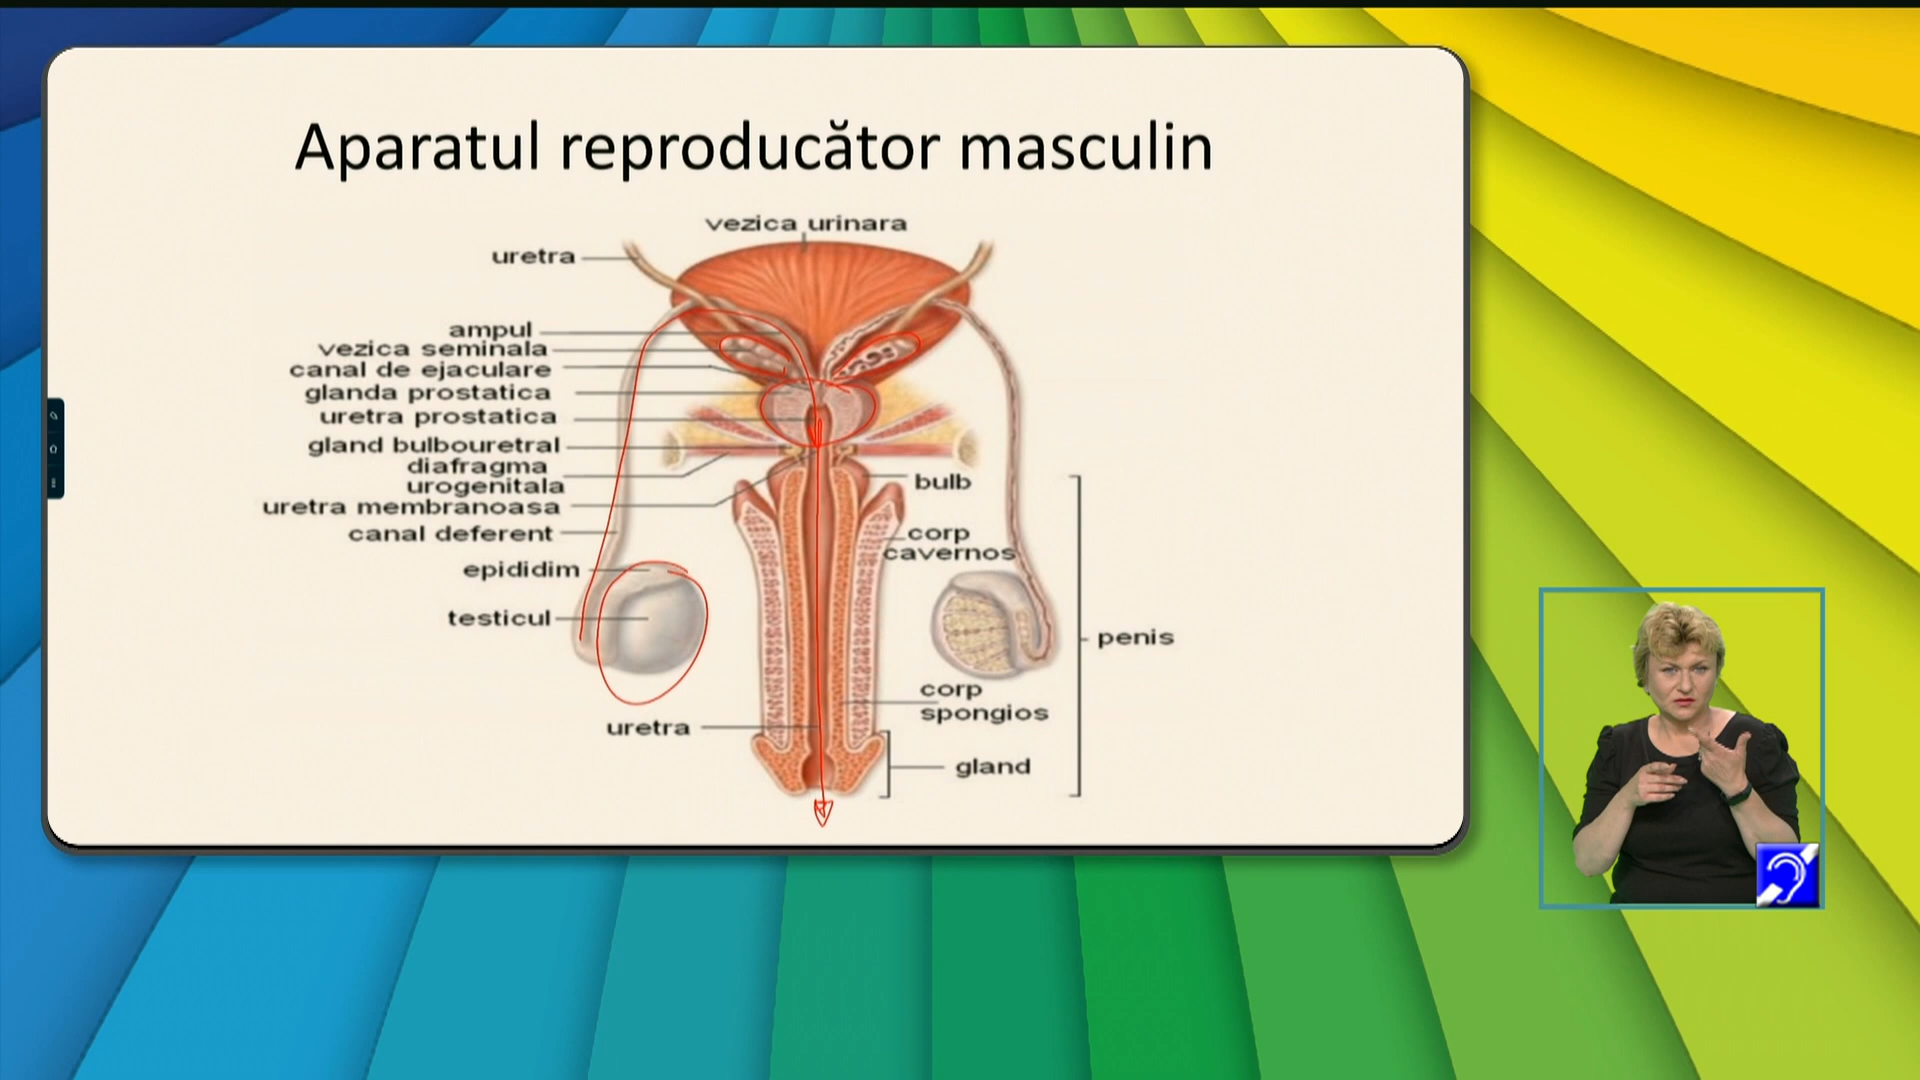 Aparatul reproducător masculin
vezica urinara
uretra
ampul
vezica seminala
canal de ejaculare
glanda prostatica
uretra prostatica
gland bulbouretral
diafragma
urogenitala
uretra membranoasa
canal deferent
epididim
testicul
uretra
bulb
corp
cavernos
penis
corp
spongios
gland